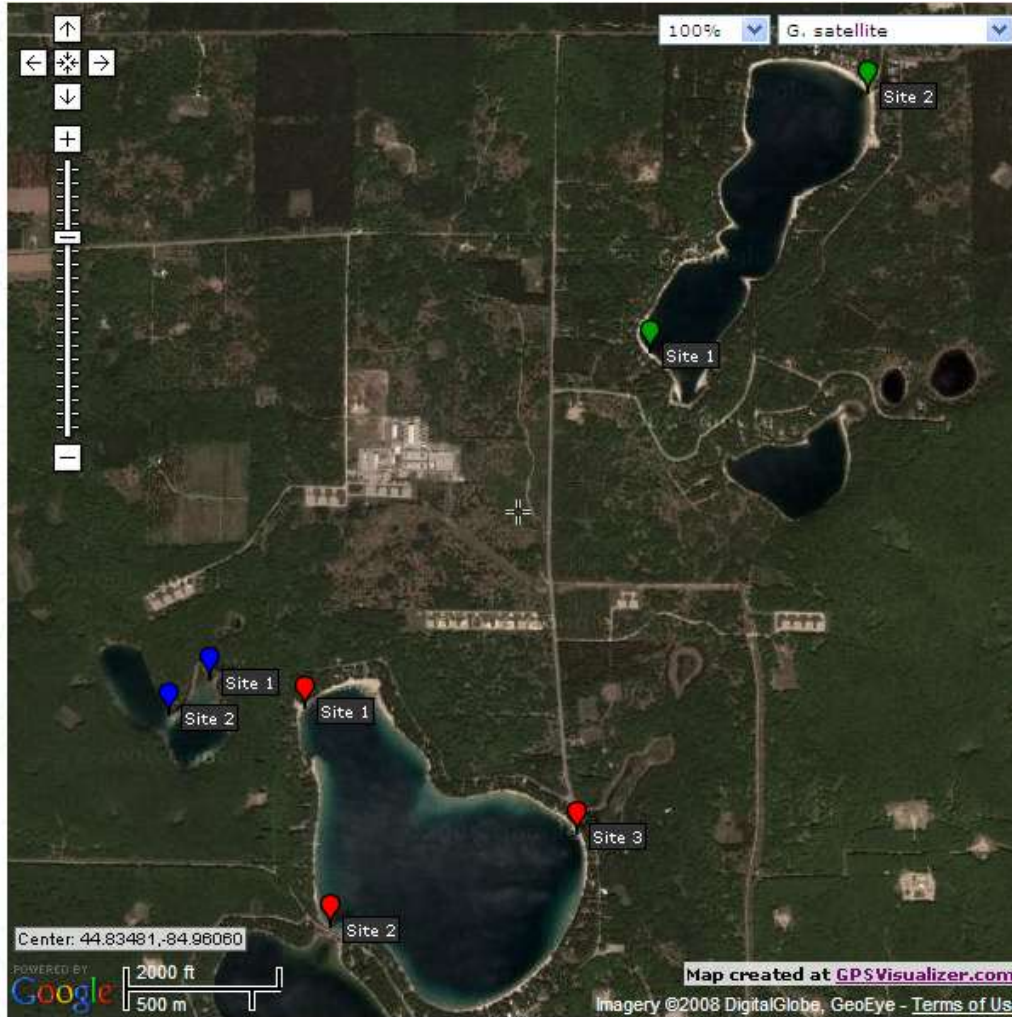 100%
G. satellite
Site 2
Site 1
Site 1
Site 2
Site 1
Site 3
Site 2
Center: 44.83481,-84.96060
POWERED BY
Google
2000 ft
500 m
Map created at GPSVisualizer.com
Imagery ©2008 DigitalGlobe, GeoEye - Terms of Us